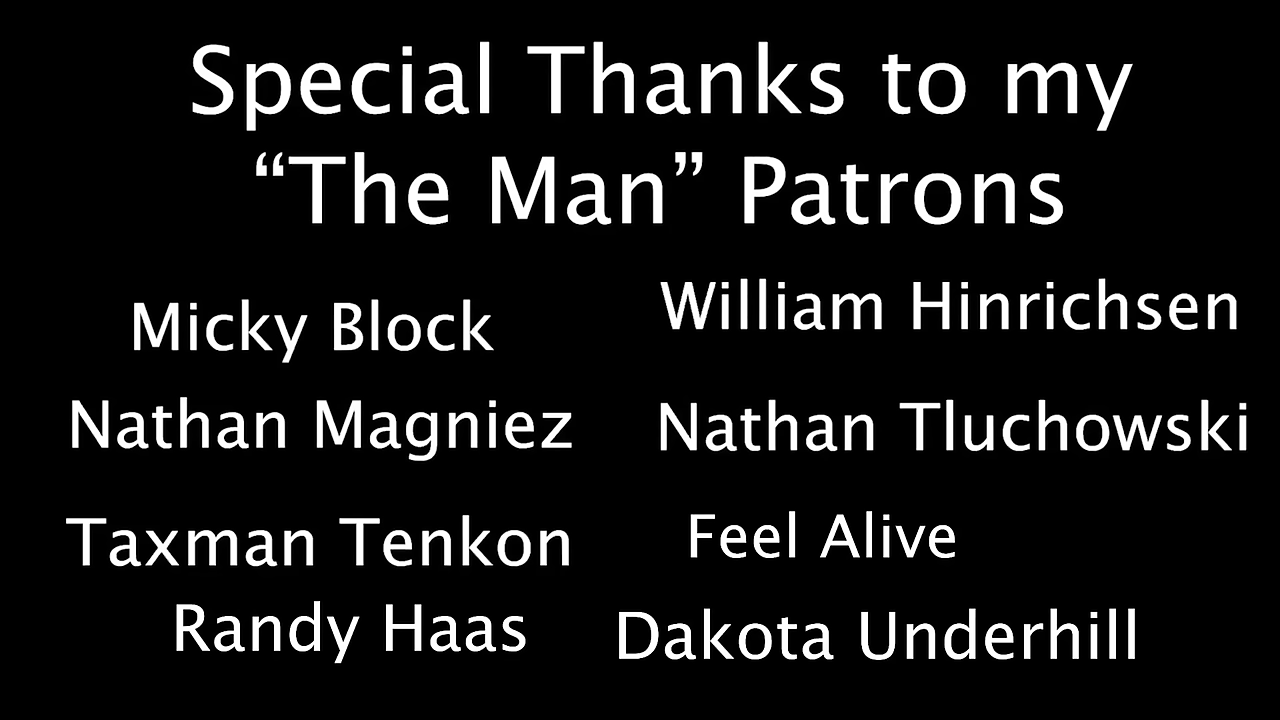 Special Thanks to my
“The Man” Patrons
Micky Block
William Hinrichsen
Nathan Magniez
Nathan Tluchowski
Taxman Tenkon
Feel Alive
Randy Haas
Dakota Underhill